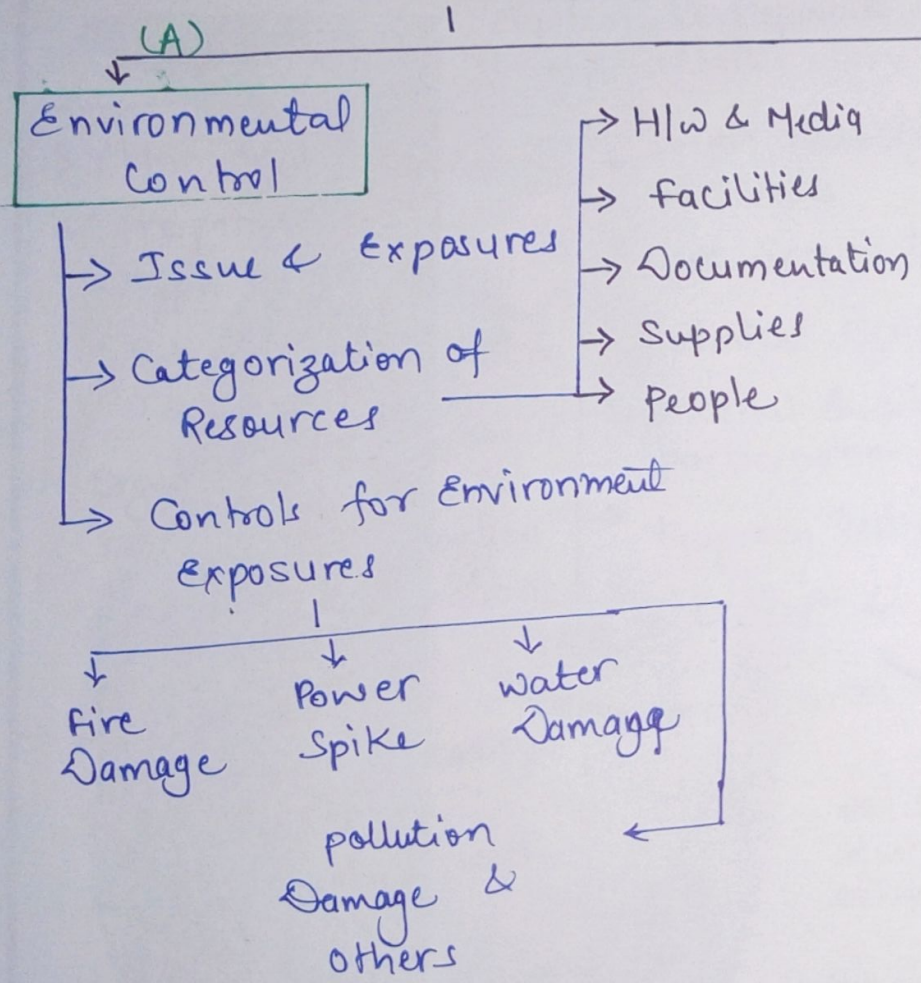 (A)
Environmental
Control
→ Issue & Exposures
→ Categorization of
Resources
→ H/W & Media
→ Facilities
→ Documentation
→ Supplies
→ People
→ Controls for Environment
Exposures
Fire
Damage
Power
Spike
Water
Damage
pollution
Damage &
others